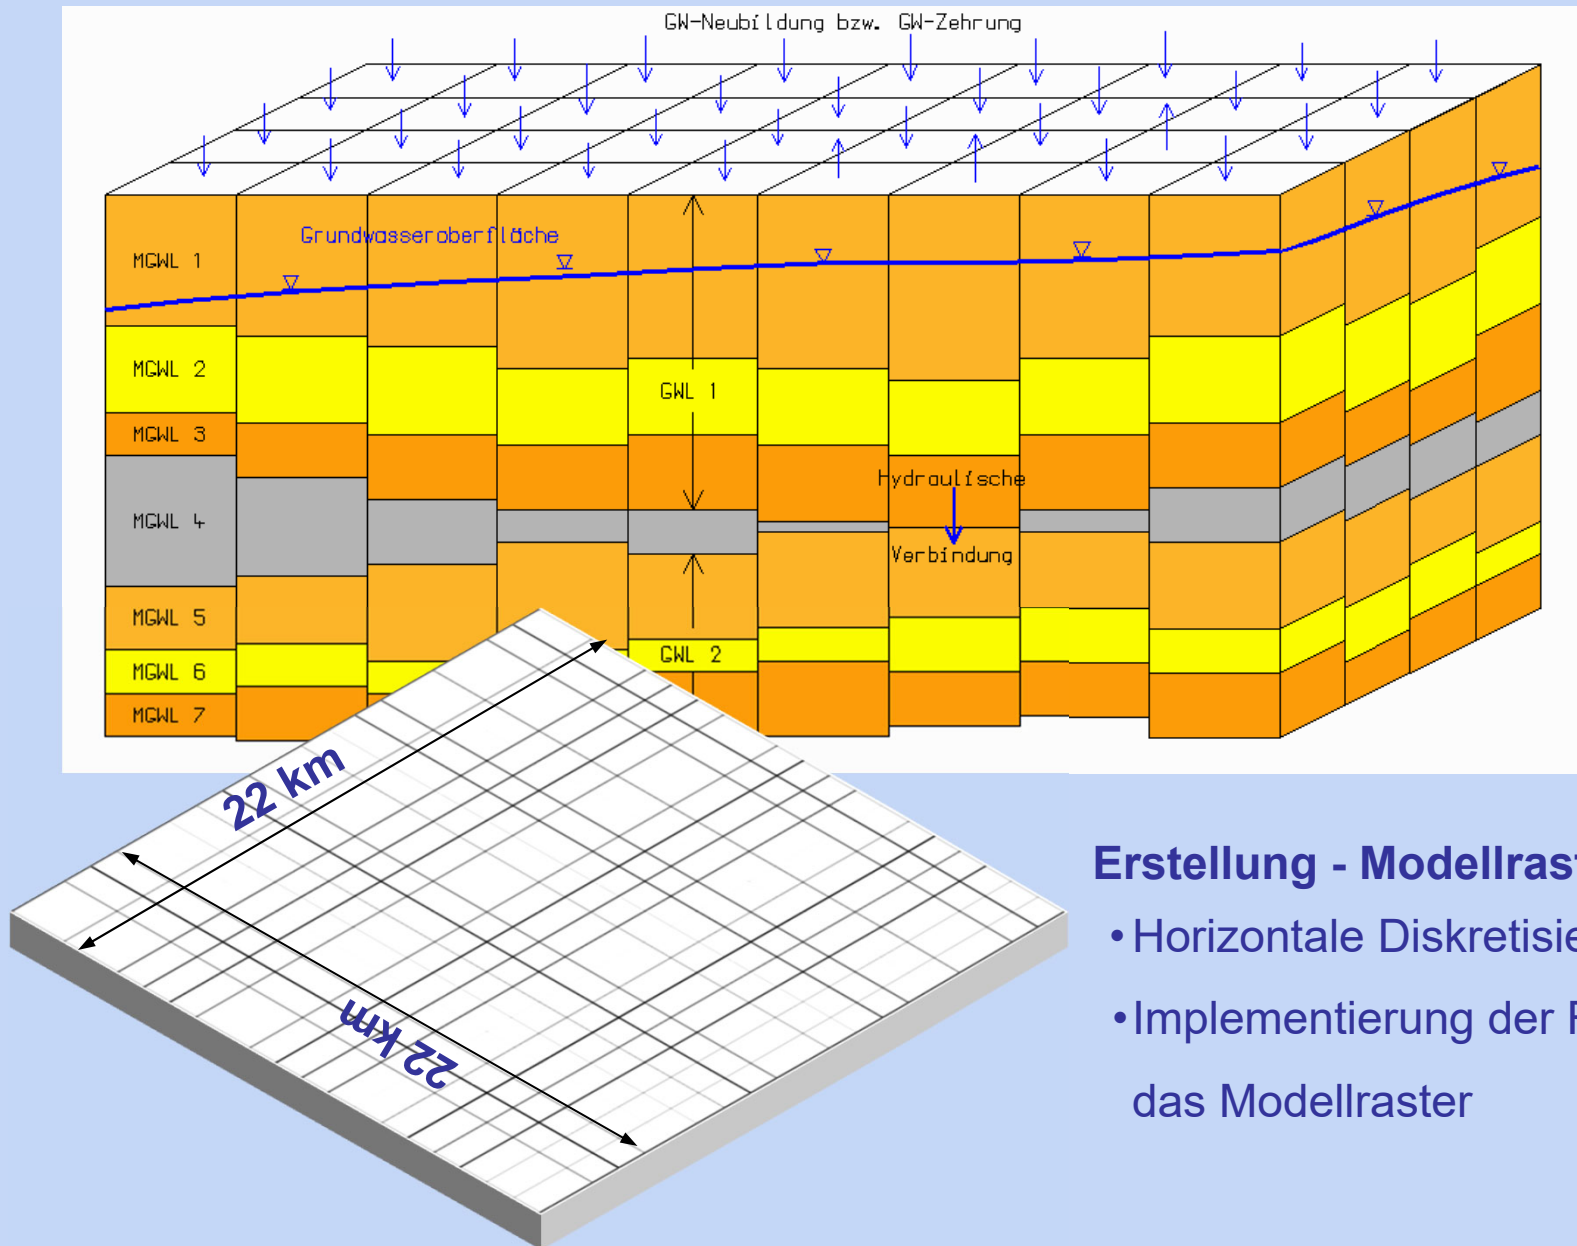 GW-Neubildung bzw. GW-Zehrung
Grundwasseroberfläche
MGWL 1
MGWL 2
MGWL 3
MGWL 4
MGWL 5
MGWL 6
MGWL 7
GWL 1
GWL 2
Hydraulische
Verbindung
22 km
22 km
Erstellung - Modellrast
• Horizontale Diskretisie
• Implementierung der
das Modellraster